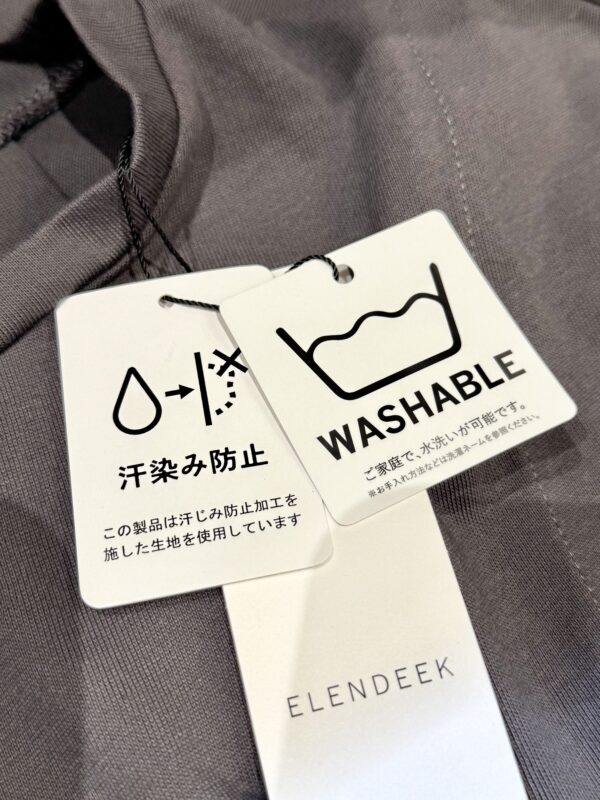 汗染み防止
この製品は汗じみ防止加工を
施した生地を使用しています
WASHABLE
ご家庭で、水洗いが可能です。
※お手入れ方法などは洗濯ネームを参照ください。
ELENDEEK